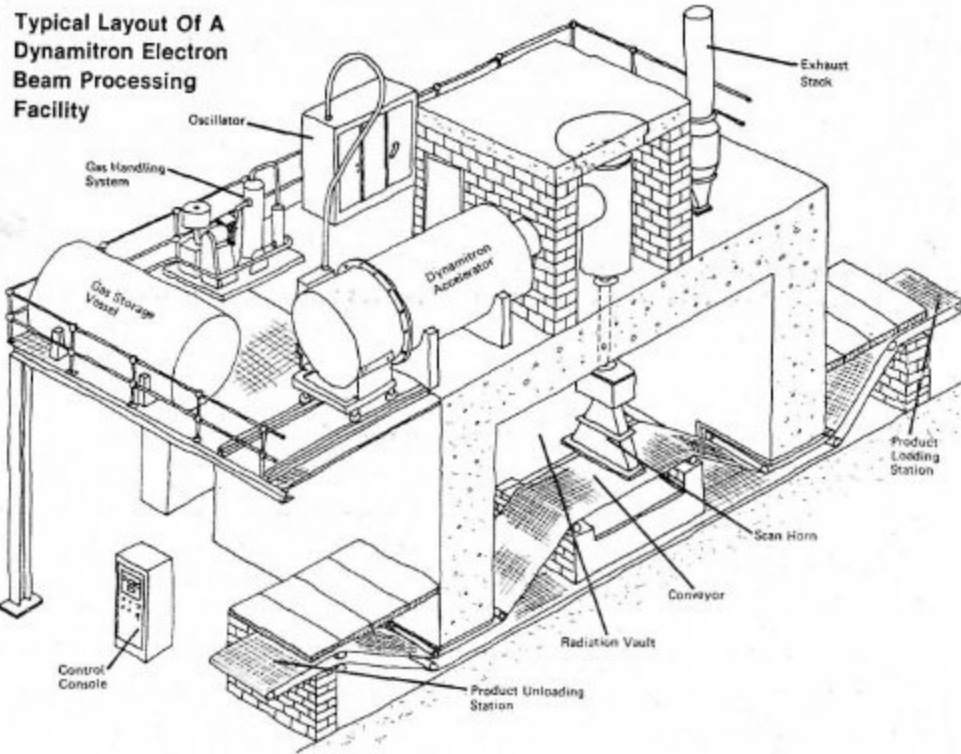 Typical Layout Of A
Dynamitron Electron
Beam Processing
Facility
Exhaust
Stack
Oscillator
Gas Handling
System
Gas Storage
Vessel
Dynamitron
Accelerator
Product
Loading
Station
Scan Horn
Conveyor
Radiation Vault
Control
Console
Product Unloading
Station